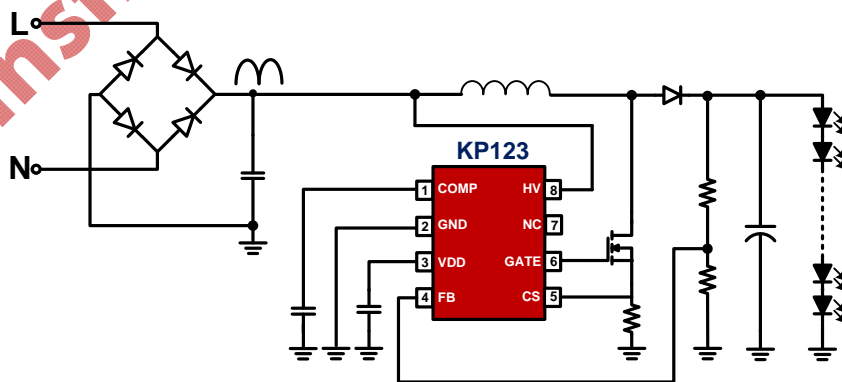 L
N
KP123
1 COMP HV 8
2 GND NC 7
3 VDD GATE 6
4 FB CS 5